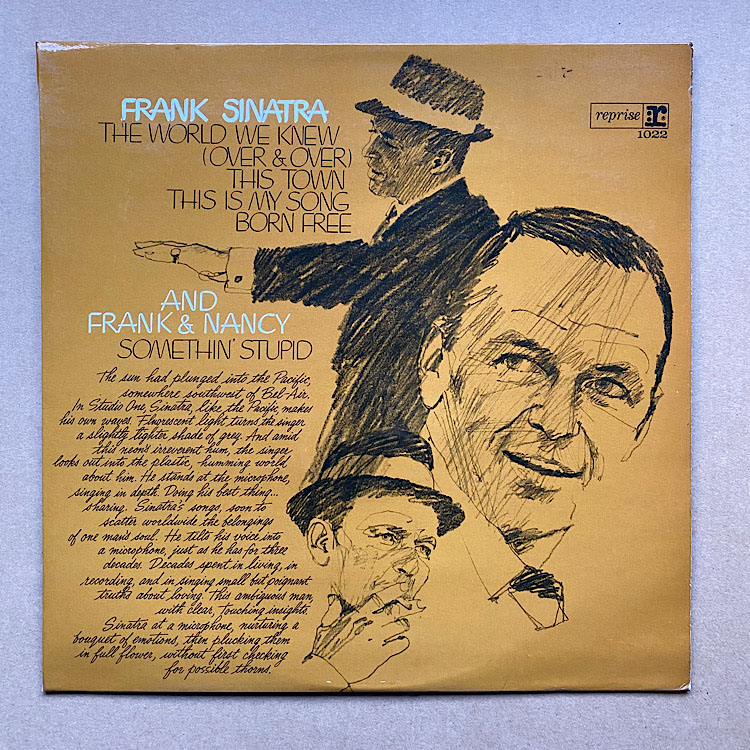 FRANK SINATRA
THE WORLD WE KNEW
(OVER & OVER)
THIS TOWN
THIS IS MY SONG
BORN FREE
reprise r:
1022
AND
FRANK & NANCY
SOMETHIN' STUPID
The sun had plunged into the Pacific,
somewhere southwest of Bel-Air.
In Studio One, Sinatra, like the Pacific, makes
his own waves. Fluorescent light turns the singer
a slightly lighter shade of grey. And amid
this neon's irreverent hum, the singer
looks out into the plastic, humming world
about him. He stands at the microphone,
singing in depth. Doing his best thing...
sharing. Sinatra's songs, soon to
scatter worldwide the belongings
of one man's soul. He tilts his voice into
a microphone, just as he has for three
decades. Decades spent in living, in
recording, and in singing small but poignant
truths about loving. This ambiguous man,
with clear, touching insights.
Sinatra at a microphone, nurturing a
bouquet of emotions, then plucking them
in full flower, without first checking
for possible thorns.